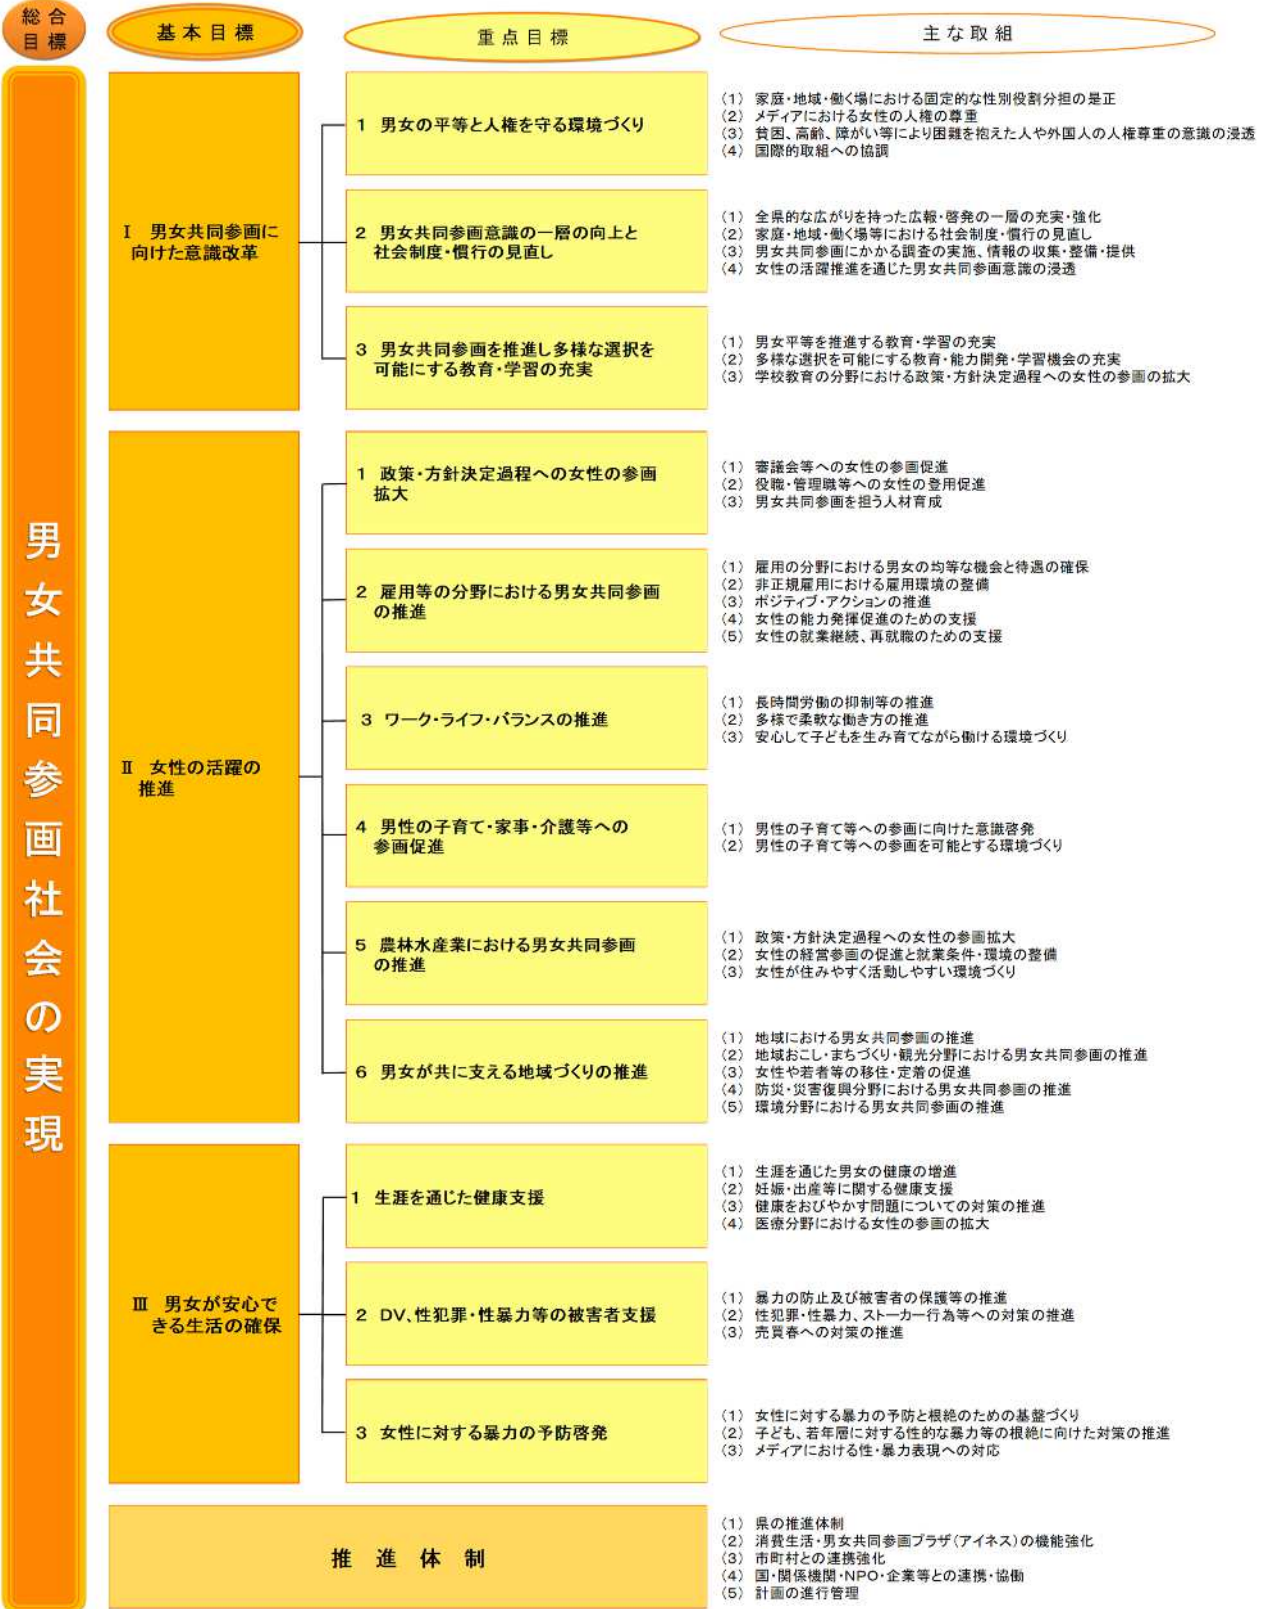 総合
目標
基本目標
重点目標
主な取組
男女共同参画社会の実現
Ⅰ 男女共同参画に
向けた意識改革
1 男女の平等と人権を守る環境づくり
(1) 家庭・地域・働く場における固定的な性別役割分担の是正
(2) メディアにおける女性の人権の尊重
(3) 貧困、高齢、障がい等により困難を抱えた人や外国人の人権尊重の意識の浸透
(4) 国際的取組への協調
2 男女共同参画意識の一層の向上と
社会制度・慣行の見直し
(1) 全県的な広がりを持った広報・啓発の一層の充実・強化
(2) 家庭・地域・働く場等における社会制度・慣行の見直し
(3) 男女共同参画にかかる調査の実施、情報の収集・整備・提供
(4) 女性の活躍推進を通じた男女共同参画意識の浸透
3 男女共同参画を推進し多様な選択を
可能にする教育・学習の充実
(1) 男女平等を推進する教育・学習の充実
(2) 多様な選択を可能にする教育・能力開発・学習機会の充実
(3) 学校教育の分野における政策・方針決定過程への女性の参画の拡大
Ⅱ 女性の活躍の
推進
1 政策・方針決定過程への女性の参画
拡大
(1) 審議会等への女性の参画促進
(2) 役職・管理職等への女性の登用促進
(3) 男女共同参画を担う人材育成
2 雇用等の分野における男女共同参画
の推進
(1) 雇用の分野における男女の均等な機会と待遇の確保
(2) 非正規雇用における雇用環境の整備
(3) ポジティブ・アクションの推進
(4) 女性の能力発揮促進のための支援
(5) 女性の就業継続、再就職のための支援
3 ワーク・ライフ・バランスの推進
(1) 長時間労働の抑制等の推進
(2) 多様で柔軟な働き方の推進
(3) 安心して子どもを生み育てながら働ける環境づくり
4 男性の子育て・家事・介護等への
参画促進
(1) 男性の子育て等への参画に向けた意識啓発
(2) 男性の子育て等への参画を可能とする環境づくり
5 農林水産業における男女共同参画
の推進
(1) 政策・方針決定過程への女性の参画拡大
(2) 女性の経営参画の促進と就業条件・環境の整備
(3) 女性が住みやすく活動しやすい環境づくり
6 男女が共に支える地域づくりの推進
(1) 地域における男女共同参画の推進
(2) 地域おこし・まちづくり・観光分野における男女共同参画の推進
(3) 女性や若者等の移住・定着の促進
(4) 防災・災害復興分野における男女共同参画の推進
(5) 環境分野における男女共同参画の推進
Ⅲ 男女が安心で
きる生活の確保
1 生涯を通じた健康支援
(1) 生涯を通じた男女の健康の増進
(2) 妊娠・出産等に関する健康支援
(3) 健康をおびやかす問題についての対策の推進
(4) 医療分野における女性の参画の拡大
2 DV、性犯罪・性暴力等の被害者支援
(1) 暴力の防止及び被害者の保護等の推進
(2) 性犯罪・性暴力、ストーカー行為等への対策の推進
(3) 売買春への対策の推進
3 女性に対する暴力の予防啓発
(1) 女性に対する暴力の予防と根絶のための基盤づくり
(2) 子ども、若年層に対する性的な暴力等の根絶に向けた対策の推進
(3) メディアにおける性・暴力表現への対応
推進体制
(1) 県の推進体制
(2) 消費生活・男女共同参画プラザ(アイネス)の機能強化
(3) 市町村との連携強化
(4) 国・関係機関・NPO・企業等との連携・協働
(5) 計画の進行管理